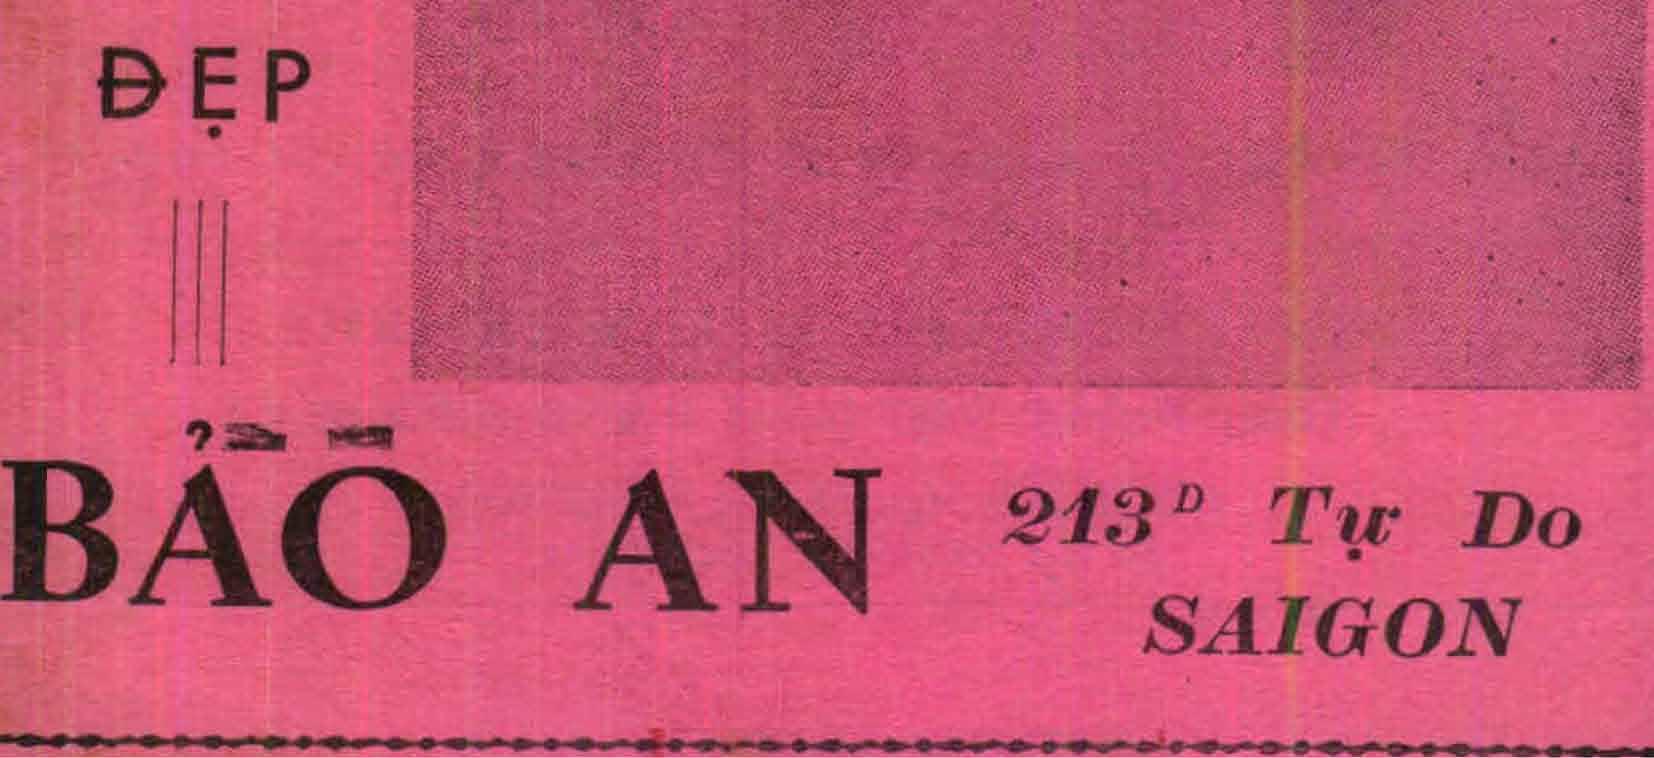 ĐẸP
BẢO AN
213D Tự Do
SAIGON